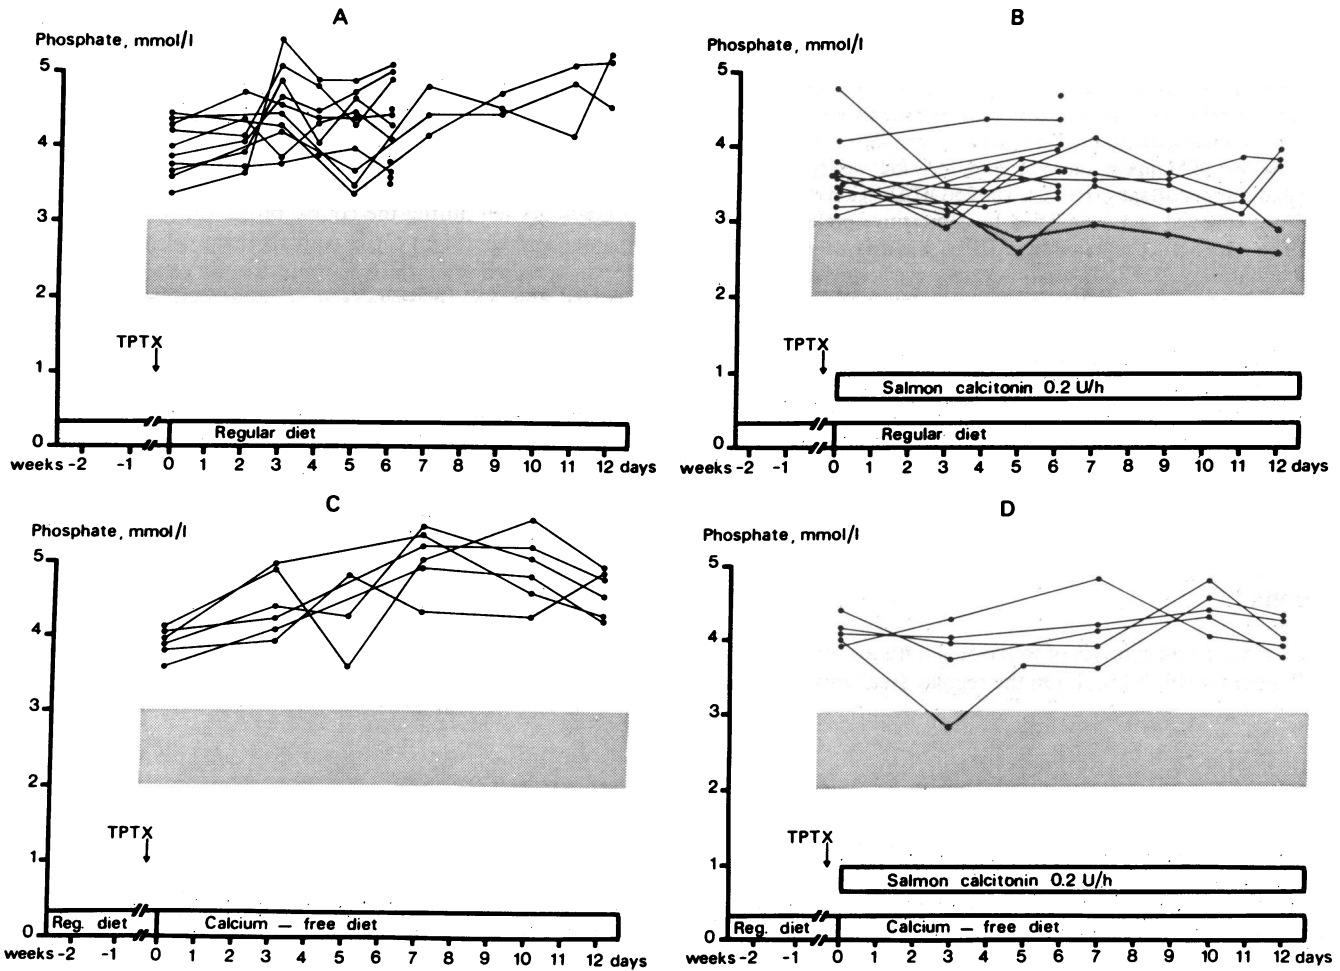 A
Phosphate, mmol/l
5
4
3
2
TPTX
1
Regular diet
0
weeks -2 -1 0 1 2 3 4 5 6 7 8 9 10 11 12 days
B
Phosphate, mmol/l
5
4
3
2
TPTX
1
Salmon calcitonin 0.2 U/h
Regular diet
0
weeks -2 -1 0 1 2 3 4 5 6 7 8 9 10 11 12 days
C
Phosphate, mmol/l
5
4
3
2
TPTX
1
Reg. diet Calcium – free diet
0
weeks -2 -1 0 1 2 3 4 5 6 7 8 9 10 11 12 days
D
Phosphate, mmol/l
5
4
3
2
TPTX
1
Salmon calcitonin 0.2 U/h
Reg. diet Calcium – free diet
0
weeks -2 -1 0 1 2 3 4 5 6 7 8 9 10 11 12 days